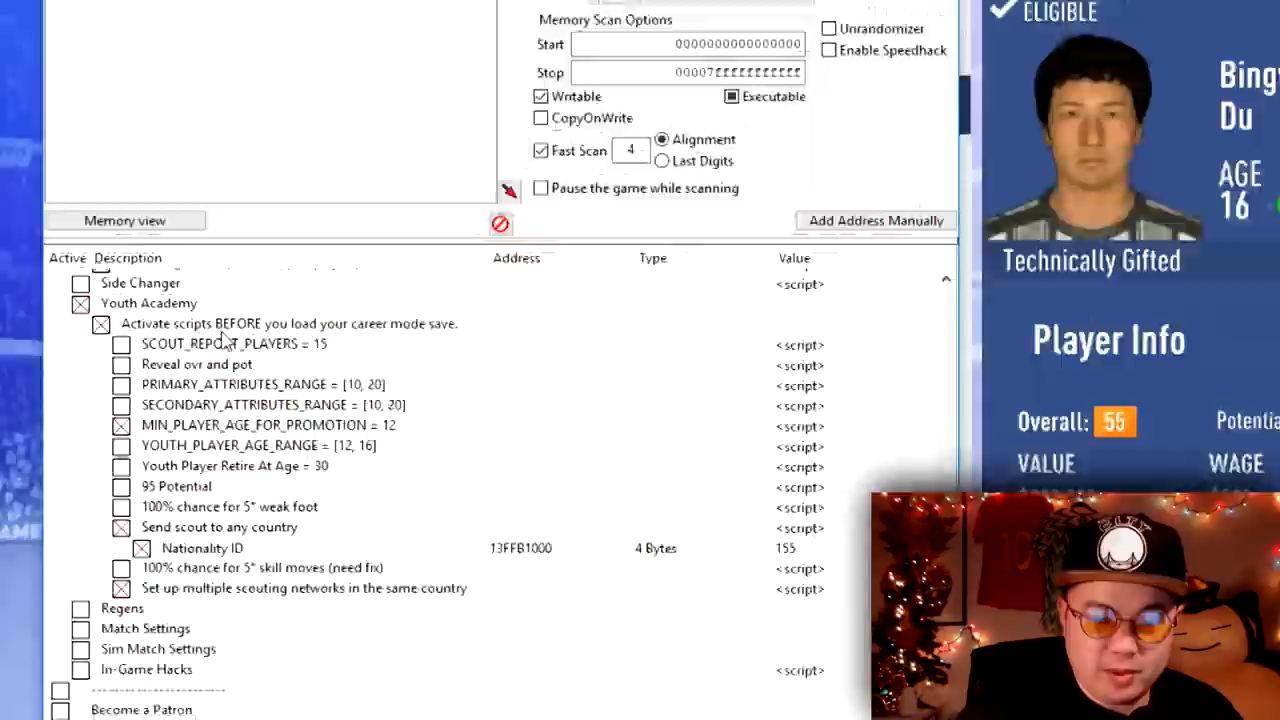 Memory Scan Options
Start 0000000000000000
Stop 00007fffffffffff
Writable Executable
CopyOnWrite
Fast Scan 4 Alignment
Last Digits
Pause the game while scanning
Unrandomizer
Enable Speedhack
Memory view
Add Address Manually
Active Description Address Type Value
Side Changer <script>
Youth Academy
Activate scripts BEFORE you load your career mode save.
SCOUT_REPORT_PLAYERS = 15 <script>
Reveal ovr and pot <script>
PRIMARY_ATTRIBUTES_RANGE = [10, 20] <script>
SECONDARY_ATTRIBUTES_RANGE = [10, 20] <script>
MIN_PLAYER_AGE_FOR_PROMOTION = 12 <script>
YOUTH_PLAYER_AGE_RANGE = [12, 16] <script>
Youth Player Retire At Age = 30 <script>
95 Potential <script>
100% chance for 5* weak foot <script>
Send scout to any country <script>
Nationality ID 13FFB1000 4 Bytes 155
100% chance for 5* skill moves (need fix) <script>
Set up multiple scouting networks in the same country <script>
Regens
Match Settings
Sim Match Settings
In-Game Hacks <script>
--------------------------
Become a Patron
ELIGIBLE
Du
AGE
16
Technically Gifted
Player Info
Overall: 55
VALUE WAGE